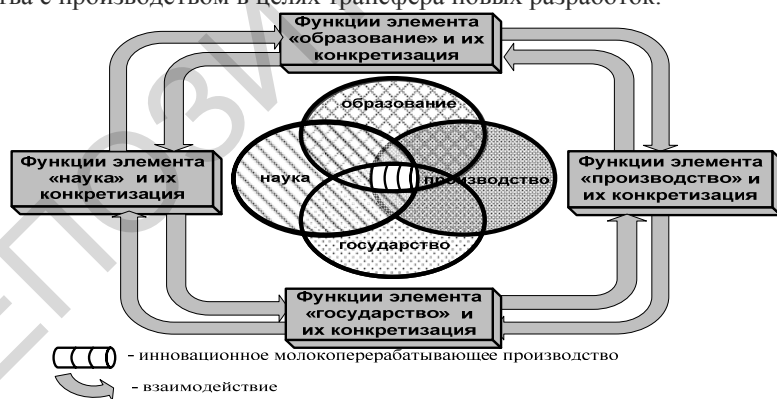 тва с производством в целях трансфера новых разработок.
Функции элемента
«образование» и их
конкретизация
образование
Функции элемента
«наука» и их
конкретизация
наука
производство
Функции элемента
«производство» и
их конкретизация
государство
Функции элемента
«государство» и
их конкретизация
- инновационное молокоперерабатывающее производство
- взаимодействие